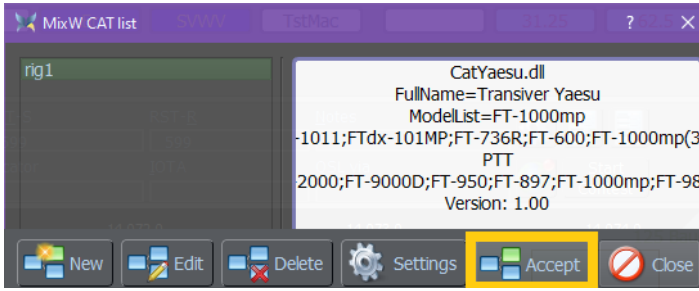 MixW CAT list
SVWV
TstMac
?
rig1
CatYaesu.dll
FullName=Transiver Yaesu
ModelList=FT-1000mp
-1011;FTdx-101MP;FT-736R;FT-600;FT-1000mp(3
PTT
-2000;FT-9000D;FT-950;FT-897;FT-1000mp;FT-98
Version: 1.00
New
Edit
Delete
Settings
Accept
Close